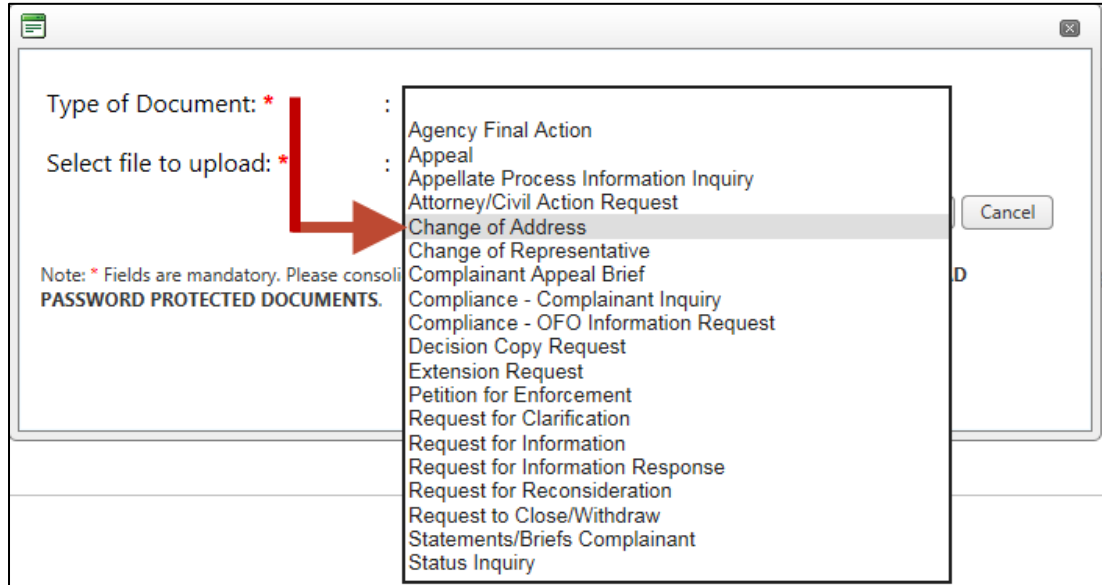 Type of Document: * :
Agency Final Action
Select file to upload: * :
Appeal
Appellate Process Information Inquiry
Attorney/Civil Action Request
Change of Address
Change of Representative
Complainant Appeal Brief
Compliance - Complainant Inquiry
Compliance - OFO Information Request
Decision Copy Request
Extension Request
Petition for Enforcement
Request for Clarification
Request for Information
Request for Information Response
Request for Reconsideration
Request to Close/Withdraw
Statements/Briefs Complainant
Status Inquiry
Cancel
Note: * Fields are mandatory. Please
PASSWORD PROTECTED DOCUMENTS.